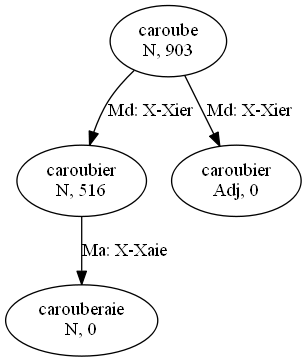 caroube
N, 903
Md: X-Xier
Md: X-Xier
caroubier
N, 516
caroubier
Adj, 0
Ma: X-Xaie
carouberaie
N, 0